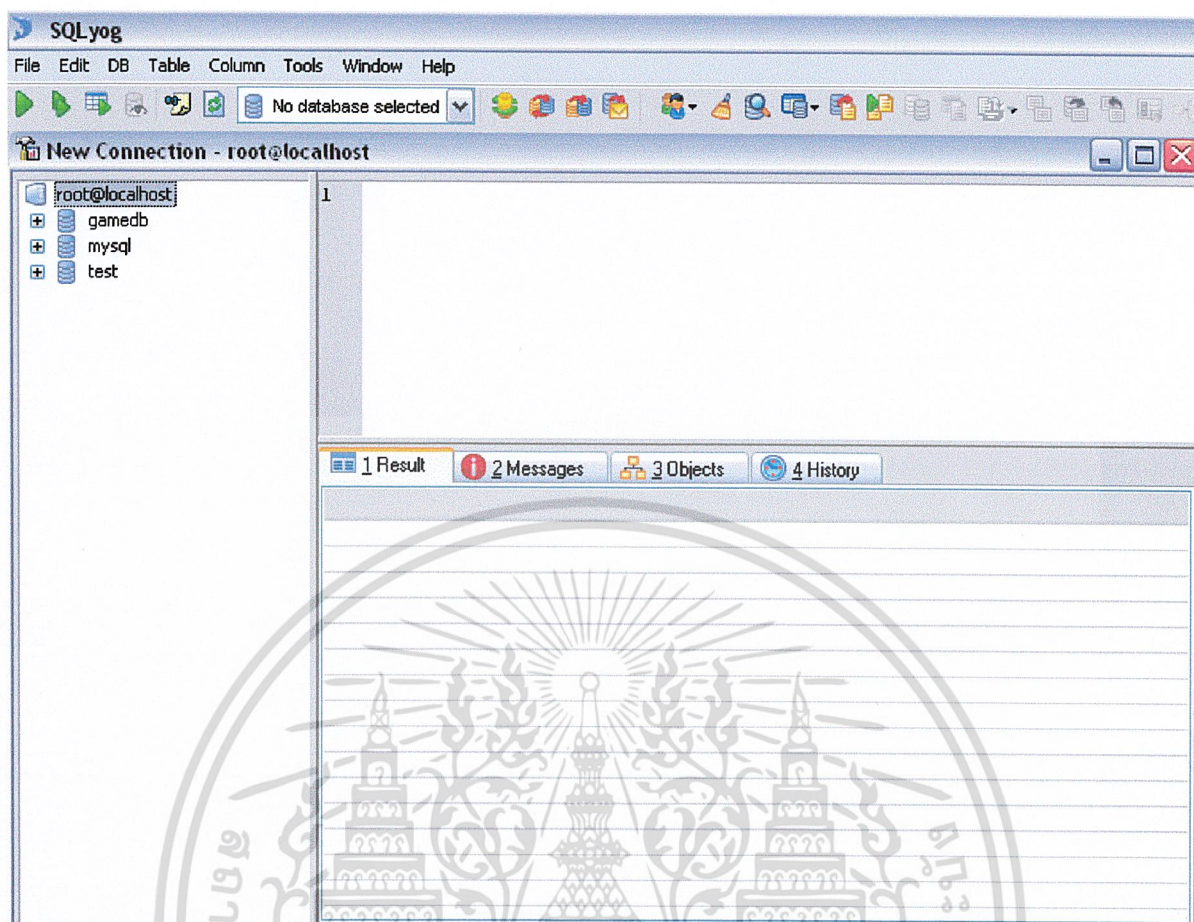 SQLyog
File Edit DB Table Column Tools Window Help
No database selected
New Connection - root@localhost
root@localhost
gamedb
mysql
test
1
1 Result 2 Messages 3 Objects 4 History